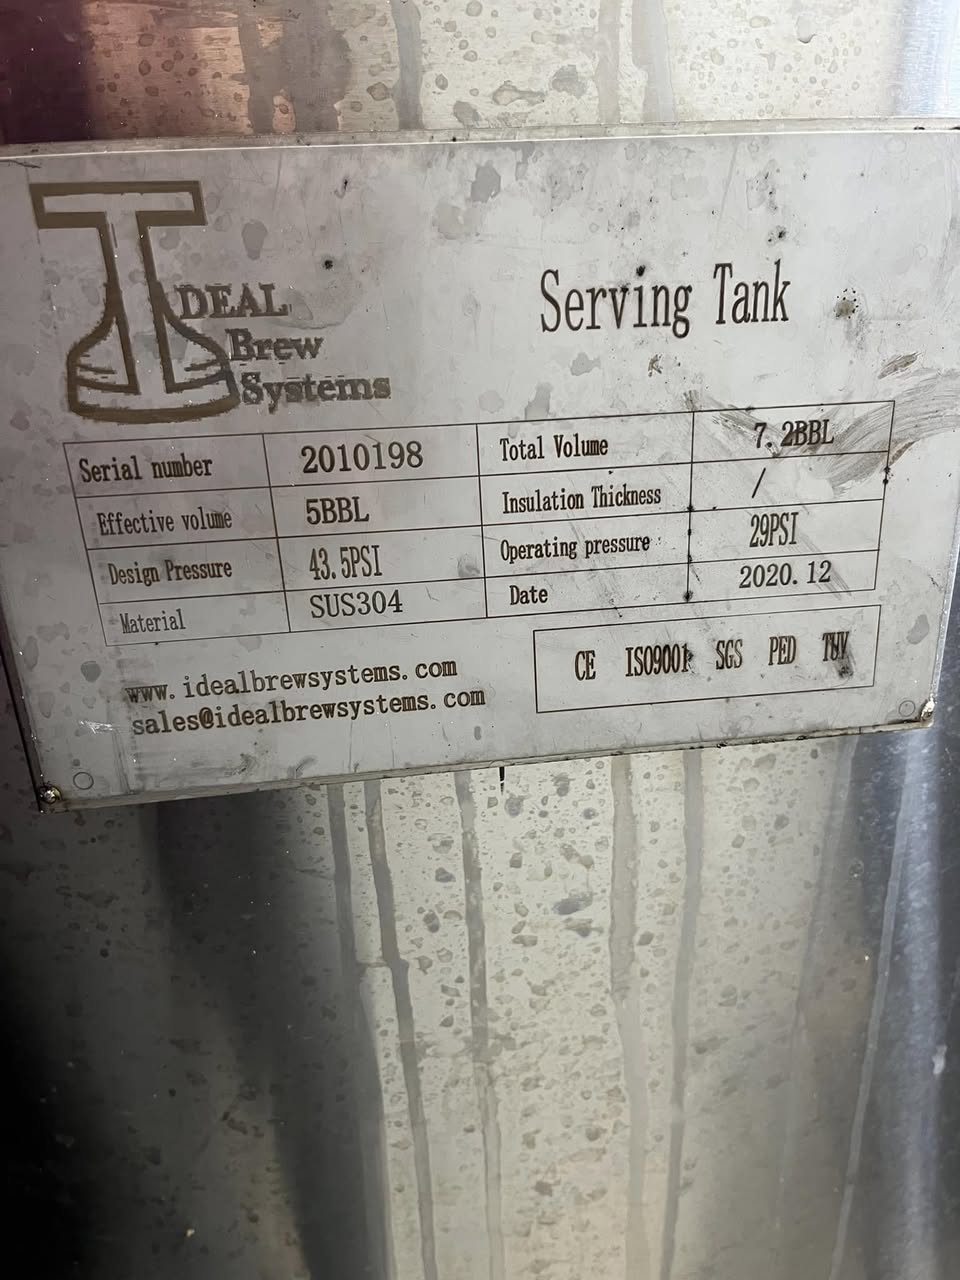 IDEAL
Brew
Systems
Serving Tank
Serial number 2010198 Total Volume 7.2BBL
Effective volume 5BBL Insulation Thickness /
Design Pressure 43.5PSI Operating pressure 29PSI
Material SUS304 Date 2020.12
www.idealbrewsystems.com
sales@idealbrewsystems.com
CE ISO9001 SGS PED TUV